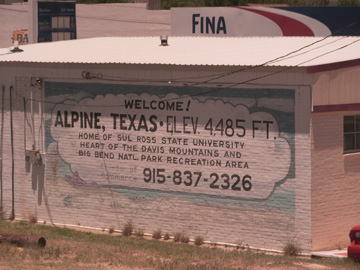 FINA
WELCOME!
ALPINE, TEXAS • ELEV. 4,485 FT.
HOME OF SUL ROSS STATE UNIVERSITY
HEART OF THE DAVIS MOUNTAINS AND
BIG BEND NATL. PARK RECREATION AREA
915-837-2326